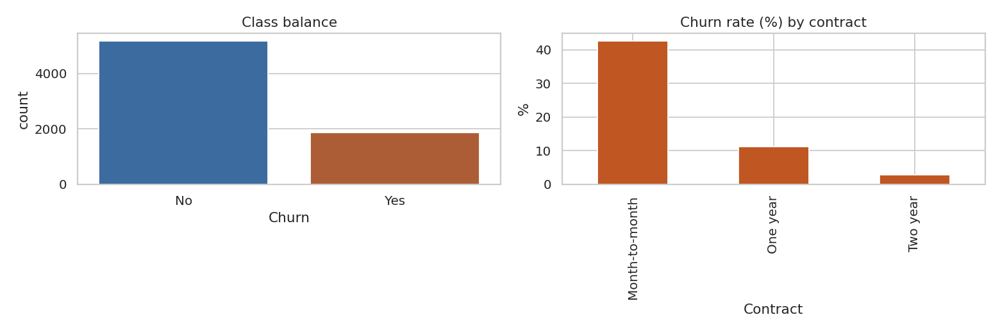 Class balance
4000
2000
0
count
No
Yes
Churn
Churn rate (%) by contract
40
30
20
10
0
%
Month-to-month
One year
Two year
Contract